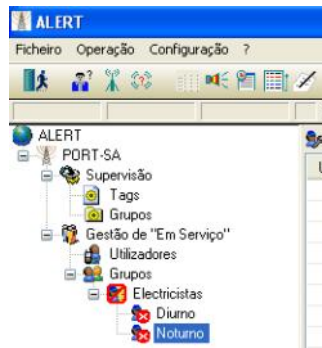 ALERT
Ficheiro Operação Configuração ?
ALERT
PORT-SA
Supervisão
Tags
Grupos
Gestão de "Em Serviço"
Utilizadores
Grupos
Electricistas
Diurno
Noturno